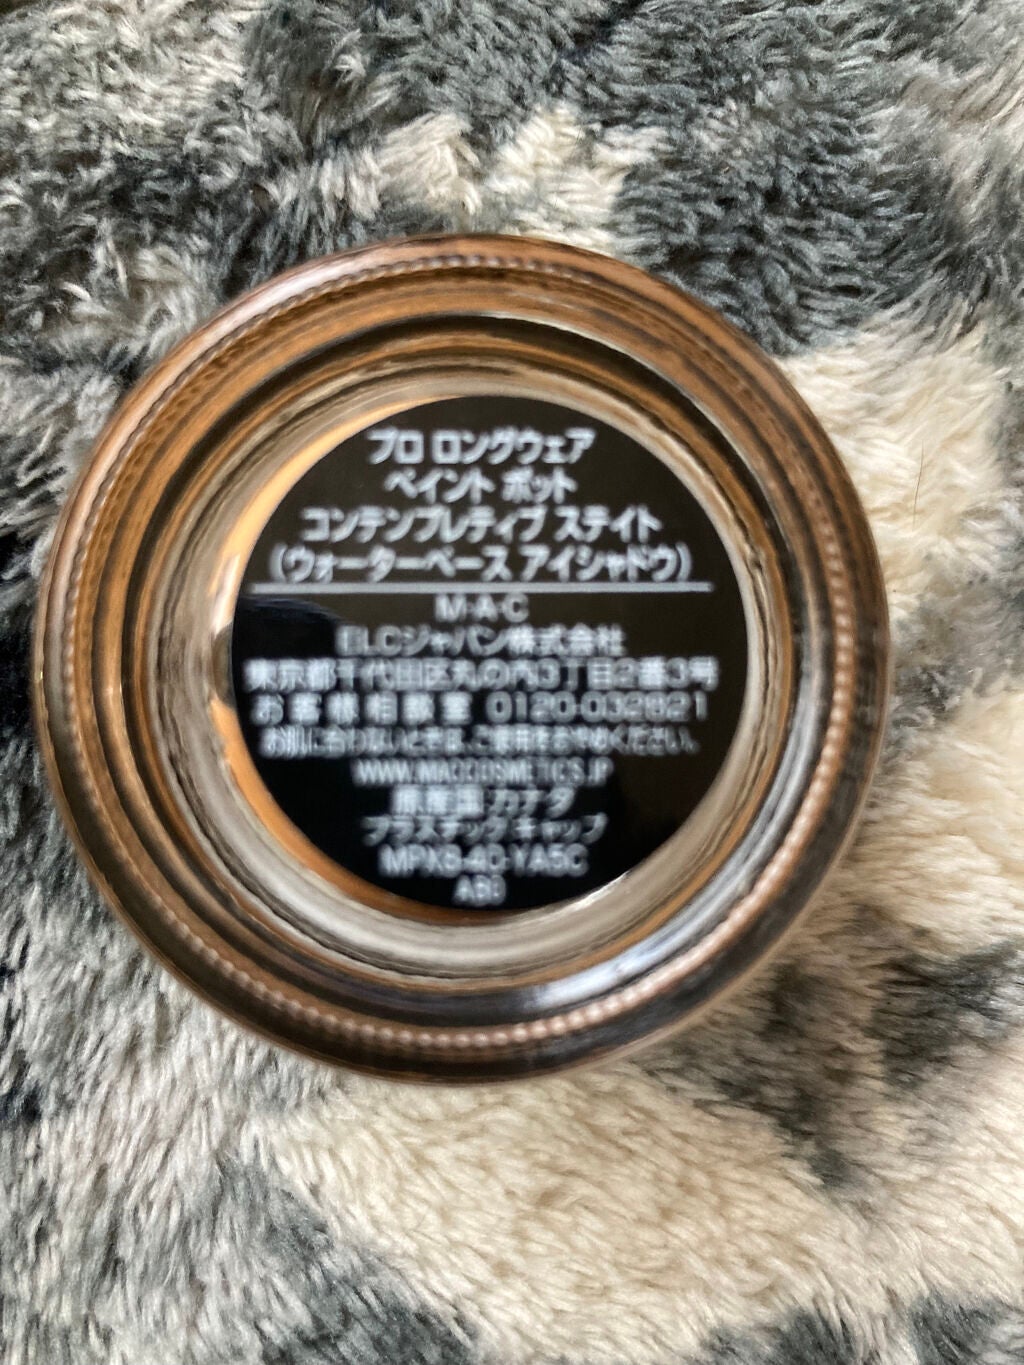 プロ ロングウェア
ペイント ポット
コンテンプレティブ ステイト
(ウォーターベース アイシャドウ)
M·A·C
ELCジャパン株式会社
東京都千代田区丸の内3丁目2番3号
お客様相談室 0120-032821
お肌に合わないときは、ご使用をおやめください。
WWW.MACCOSMETICS.JP
原産国 カナダ
プラスチック キャップ